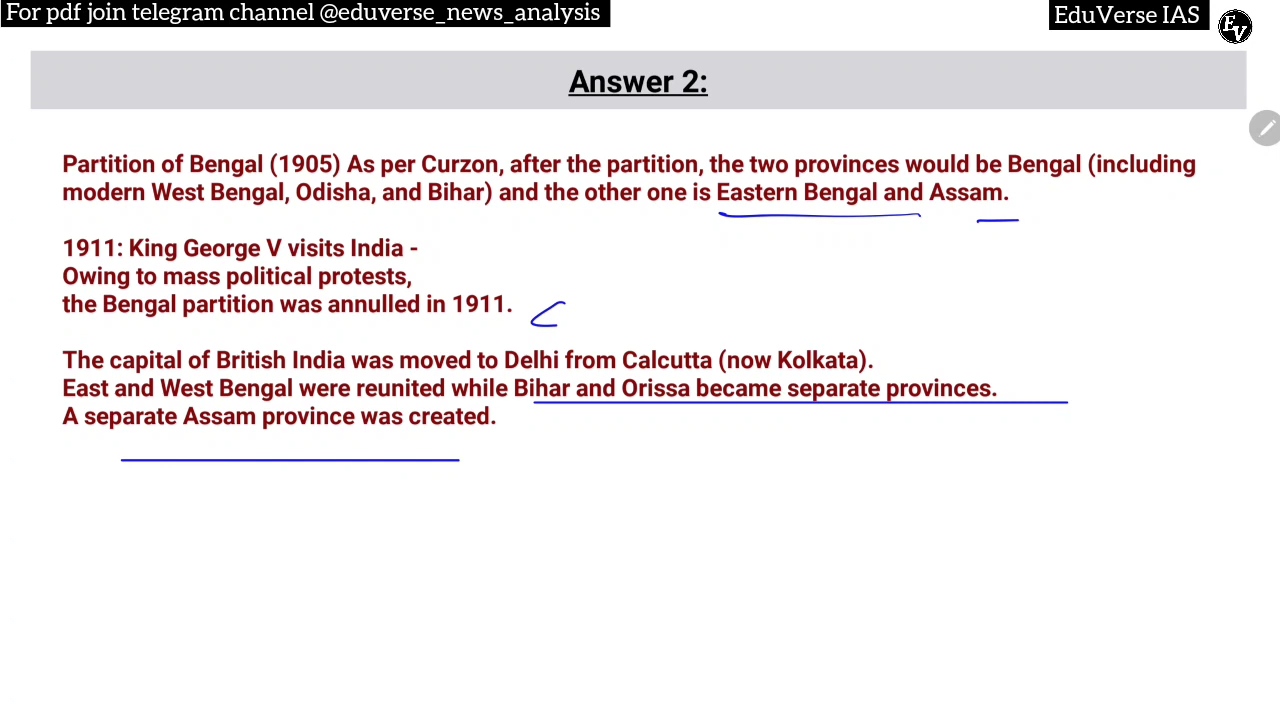 For pdf join telegram channel @eduverse_news_analysis
EduVerse IAS
EV
Answer 2:
Partition of Bengal (1905) As per Curzon, after the partition, the two provinces would be Bengal (including
modern West Bengal, Odisha, and Bihar) and the other one is Eastern Bengal and Assam.
1911: King George V visits India -
Owing to mass political protests,
the Bengal partition was annulled in 1911.
The capital of British India was moved to Delhi from Calcutta (now Kolkata).
East and West Bengal were reunited while Bihar and Orissa became separate provinces.
A separate Assam province was created.